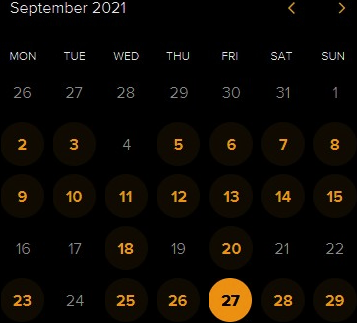 September 2021
MON TUE WED THU FRI SAT SUN
26 27 28 29 30 31 1
2 3 4 5 6 7 8
9 10 11 12 13 14 15
16 17 18 19 20 21 22
23 24 25 26 27 28 29